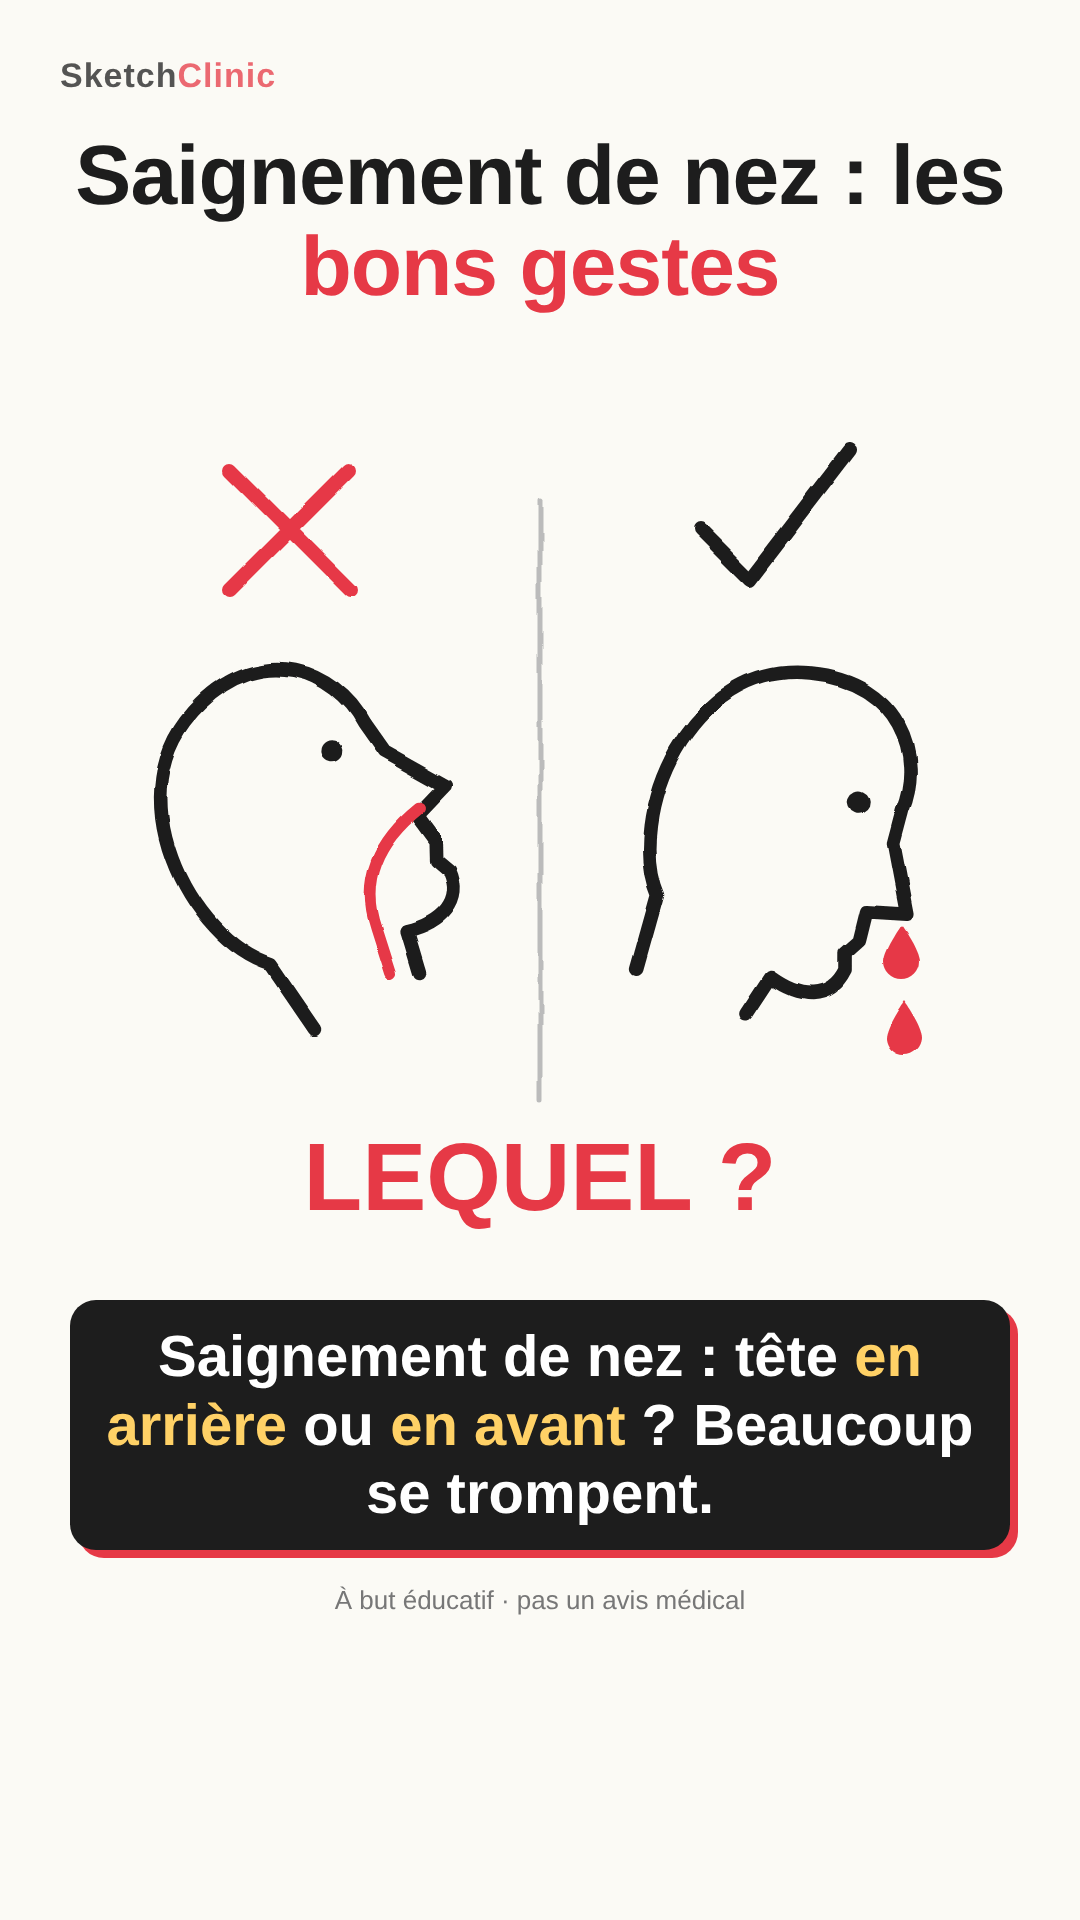 SketchClinic
Saignement de nez : les
bons gestes
LEQUEL ?
Saignement de nez : tête en
arrière ou en avant ? Beaucoup
se trompent.
À but éducatif · pas un avis médical